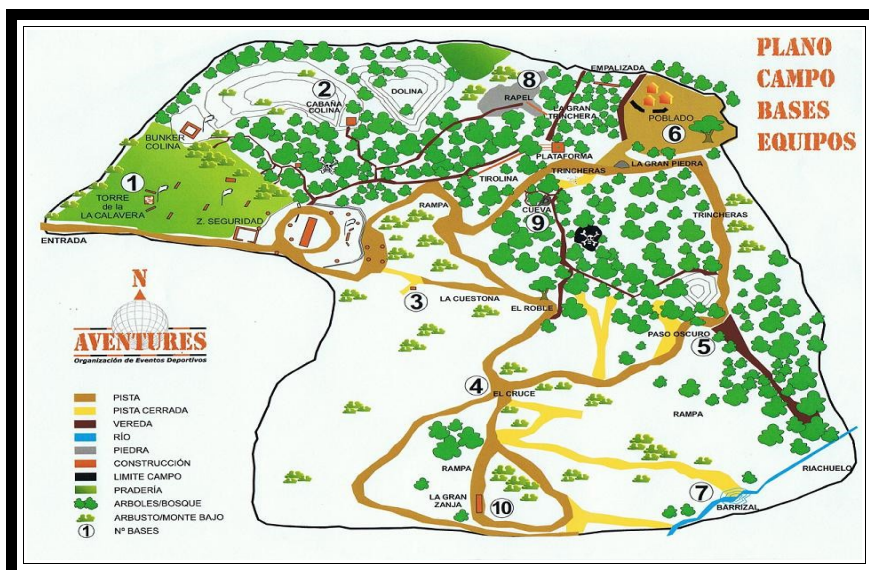 PLANO
CAMPO
BASES
EQUIPOS
EMPALIZADA
8
RAPEL
2
CABAÑA
COLINA
DOLINA
LA GRAN
TRINCHERA
POBLADO
6
BUNKER
COLINA
PLATAFORMA
LA GRAN PIEDRA
TRINCHERAS
TIROLINA
1
TORRE
de la
LA CALAVERA
Z. SEGURIDAD
RAMPA
CUEVA
9
TRINCHERAS
ENTRADA
N
AVENTURES
Organización de Eventos Deportivos
3
LA CUESTONA
EL ROBLE
PASO OSCURO
5
4
EL CRUCE
RAMPA
RAMPA
LA GRAN
ZANJA
10
7
BARRIZAL
RIACHUELO
PISTA
PISTA CERRADA
VEREDA
RÍO
PIEDRA
CONSTRUCCIÓN
LIMITE CAMPO
PRADERÍA
ARBOLES/BOSQUE
ARBUSTO/MONTE BAJO
1 Nº BASES